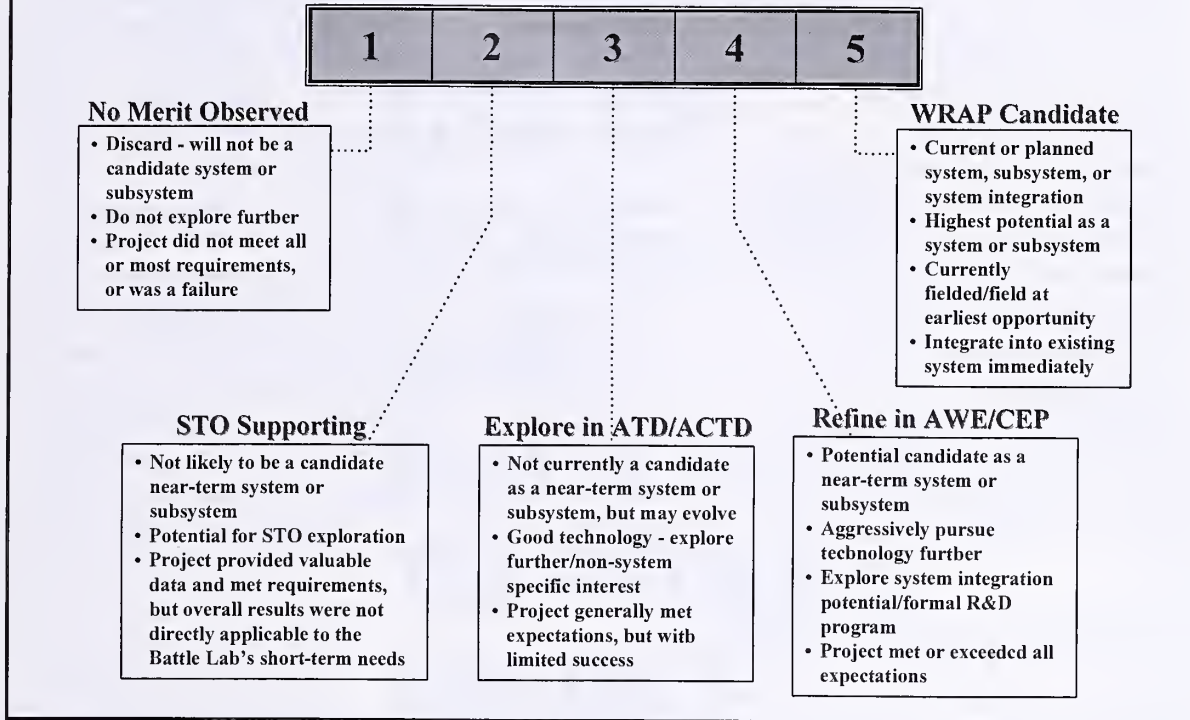 1 2 3 4 5
No Merit Observed
• Discard - will not be a
candidate system or
subsystem
• Do not explore further
• Project did not meet all
or most requirements,
or was a failure
WRAP Candidate
• Current or planned
system, subsystem, or
system integration
• Highest potential as a
system or subsystem
• Currently
fielded/field at
earliest opportunity
• Integrate into existing
system immediately
STO Supporting
• Not likely to be a candidate
near-term system or
subsystem
• Potential for STO exploration
• Project provided valuable
data and met requirements,
but overall results were not
directly applicable to the
Battle Lab's short-term needs
Explore in ATD/ACTD
• Not currently a candidate
as a near-term system or
subsystem, but may evolve
• Good technology - explore
further/non-system
specific interest
• Project generally met
expectations, but with
limited success
Refine in AWE/CEP
• Potential candidate as a
near-term system or
subsystem
• Aggressively pursue
technology further
• Explore system integration
potential/formal R&D
program
• Project met or exceeded all
expectations